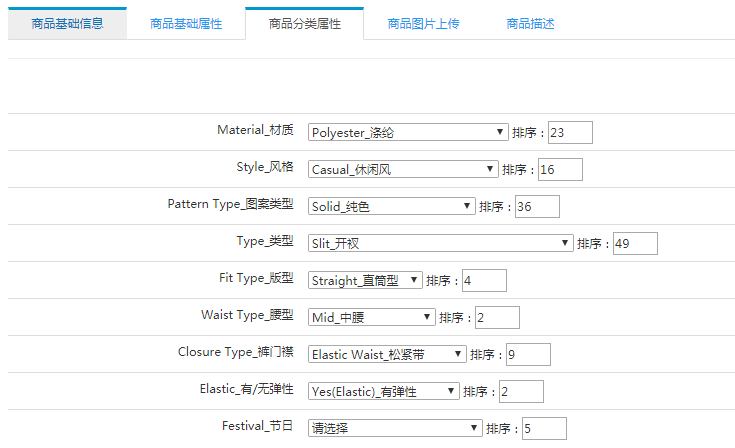 商品基础信息 商品基础属性 商品分类属性 商品图片上传 商品描述
Material_材质 Polyester_涤纶 排序：23
Style_风格 Casual_休闲风 排序：16
Pattern Type_图案类型 Solid_纯色 排序：36
Type_类型 Slit_开衩 排序：49
Fit Type_版型 Straight_直筒型 排序：4
Waist Type_腰型 Mid_中腰 排序：2
Closure Type_裤门襟 Elastic Waist_松紧带 排序：9
Elastic_有/无弹性 Yes(Elastic)_有弹性 排序：2
Festival_节日 请选择 排序：5